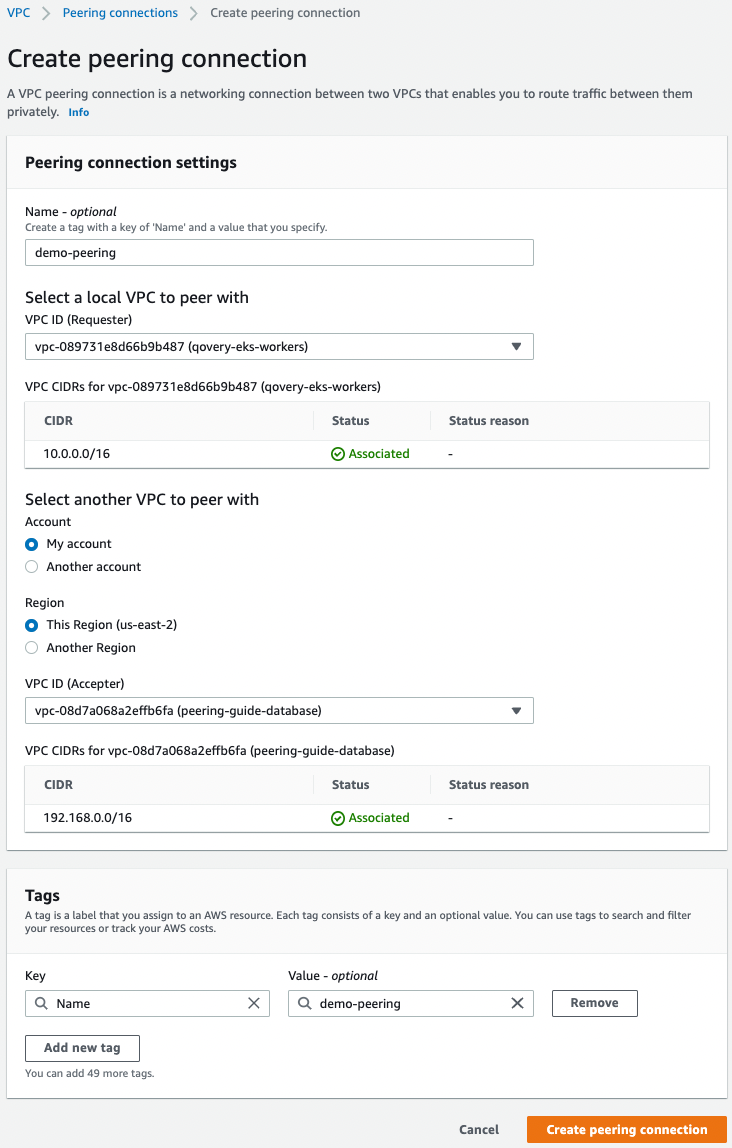 VPC > Peering connections > Create peering connection
Create peering connection
A VPC peering connection is a networking connection between two VPCs that enables you to route traffic between them
privately. Info
Peering connection settings
Name - optional
Create a tag with a key of 'Name' and a value that you specify.
demo-peering
Select a local VPC to peer with
VPC ID (Requester)
vpc-089731e8d66b9b487 (qovery-eks-workers)
VPC CIDRs for vpc-089731e8d66b9b487 (qovery-eks-workers)
CIDR Status Status reason
10.0.0.0/16 Associated -
Select another VPC to peer with
Account
My account
Another account
Region
This Region (us-east-2)
Another Region
VPC ID (Accepter)
vpc-08d7a068a2effb6fa (peering-guide-database)
VPC CIDRs for vpc-08d7a068a2effb6fa (peering-guide-database)
CIDR Status Status reason
192.168.0.0/16 Associated -
Tags
A tag is a label that you assign to an AWS resource. Each tag consists of a key and an optional value. You can use tags to search and filter
your resources or track your AWS costs.
Key Value - optional
Name demo-peering Remove
Add new tag
You can add 49 more tags.
Cancel Create peering connection